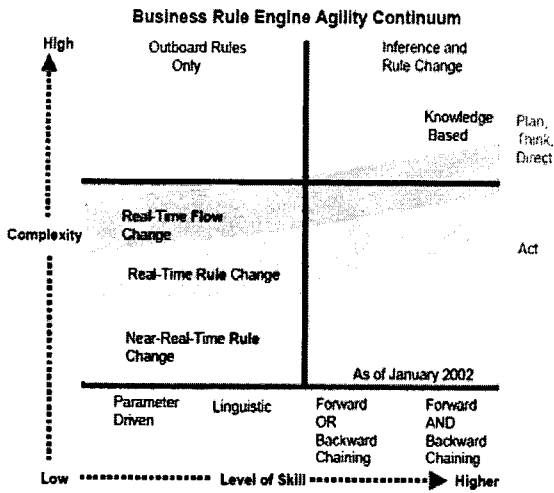 Business Rule Engine Agility Continuum
High
Outboard Rules
Only
Inference and
Rule Change
Knowledge
Based
Plan,
Think,
Direct
Real-Time Flow
Change
Complexity
Act
Real-Time Rule Change
Near-Real-Time Rule
Change
As of January 2002
Parameter
Driven
Linguistic
Forward
OR
Backward
Chaining
Forward
AND
Backward
Chaining
Low
Level of Skill
Higher